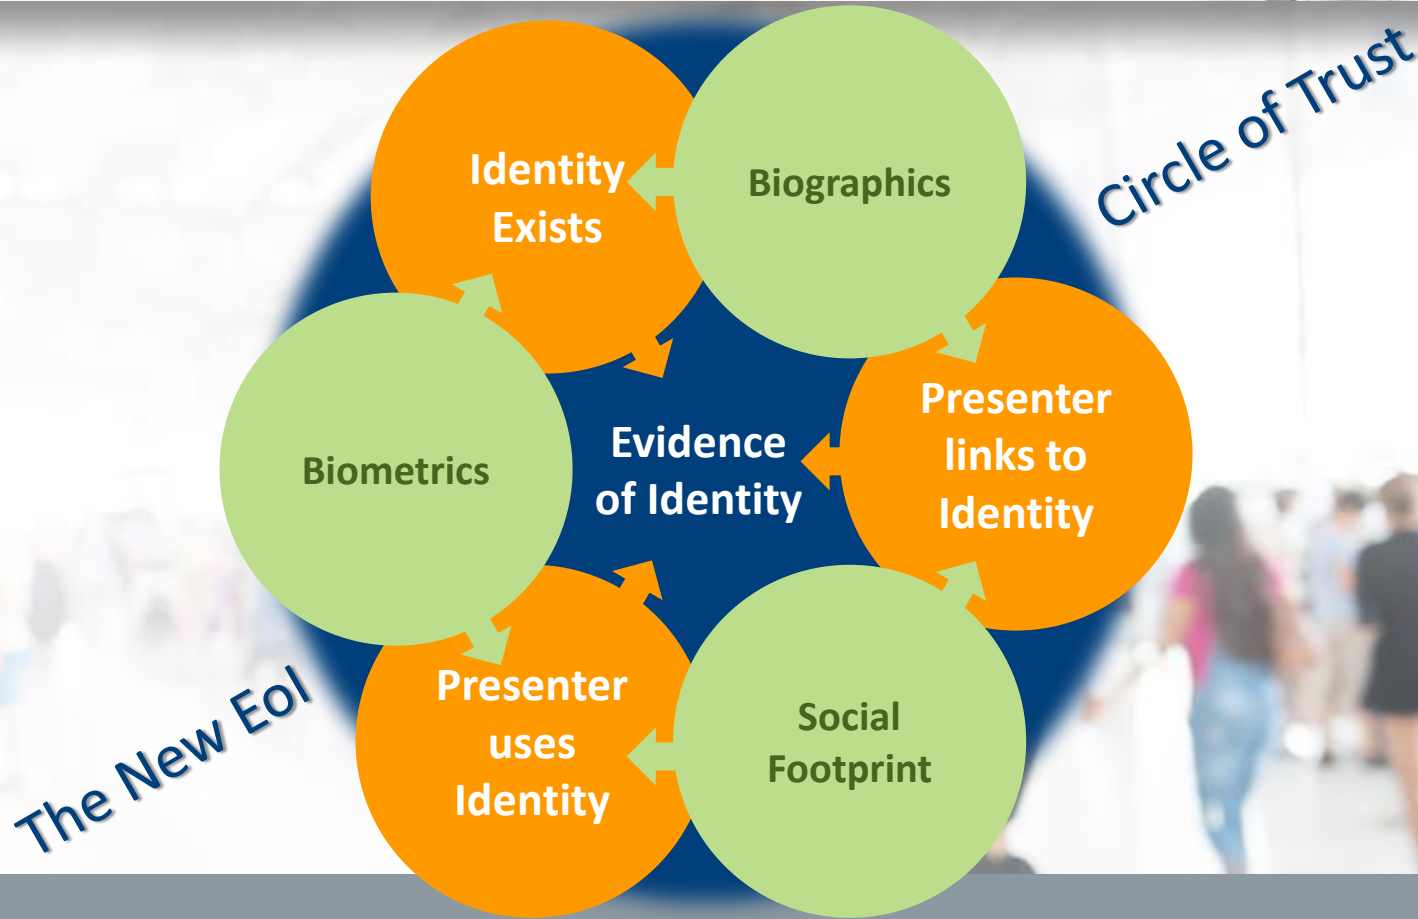 Circle of Trust
Identity
Exists
Biographics
Presenter
links to
Identity
Evidence
of Identity
Biometrics
Presenter
uses
Identity
Social
Footprint
The New EoI